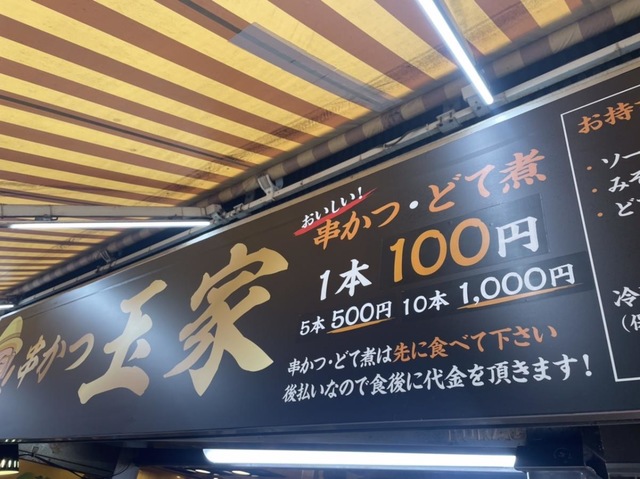 串かつ 玉家
おいしい!
串かつ・どて煮
1本 100円
5本 500円 10本 1,000円
串かつ・どて煮は先に食べて下さい
後払いなので食後に代金を頂きます!
お持
・ソー
・みそ
・ど
冷
(保